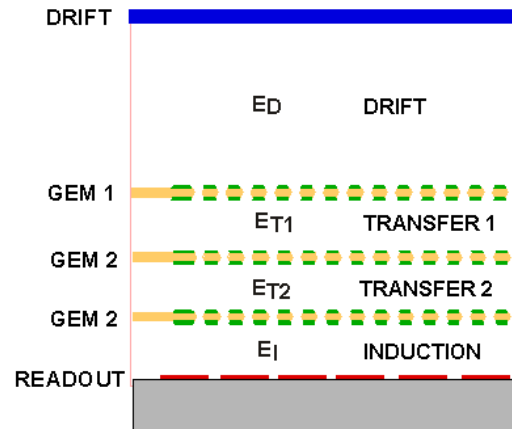 DRIFT
ED DRIFT
GEM 1
ET1 TRANSFER 1
GEM 2
ET2 TRANSFER 2
GEM 2
EI INDUCTION
READOUT